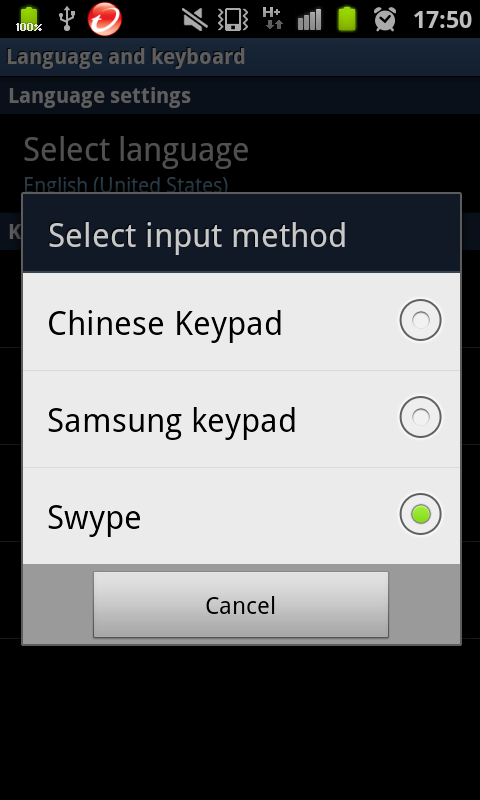 100%
H+
17:50
Language and keyboard
Language settings
Select language
English (United States)
K
Select input method
Chinese Keypad
Samsung keypad
Swype
Cancel